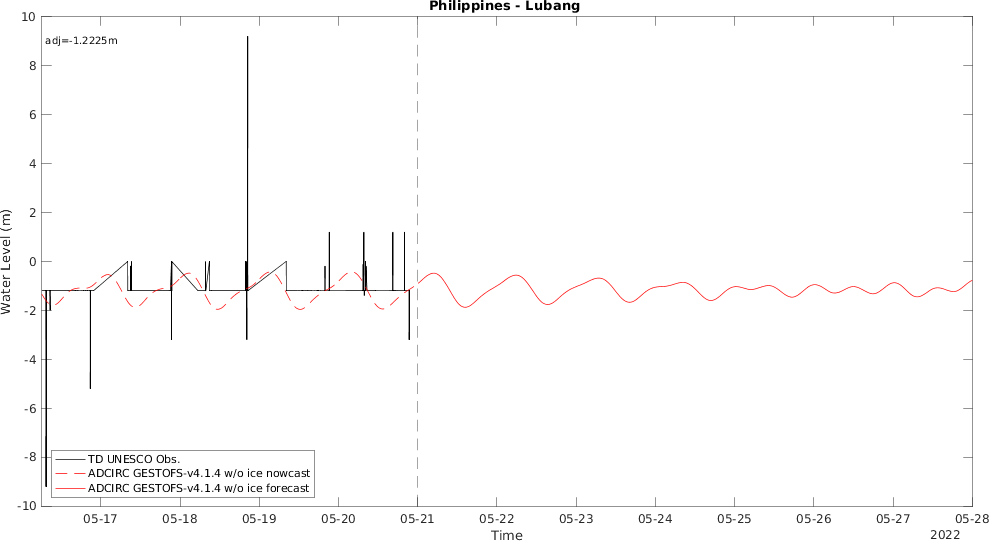 Philippines - Lubang
10
adj=-1.2225m
8
6
4
2
0
-2
-4
-6
-8
-10
Water Level (m)
TD UNESCO Obs.
ADCIRC GESTOFS-v4.1.4 w/o ice nowcast
ADCIRC GESTOFS-v4.1.4 w/o ice forecast
05-17 05-18 05-19 05-20 05-21 05-22 05-23 05-24 05-25 05-26 05-27 05-28
Time
2022